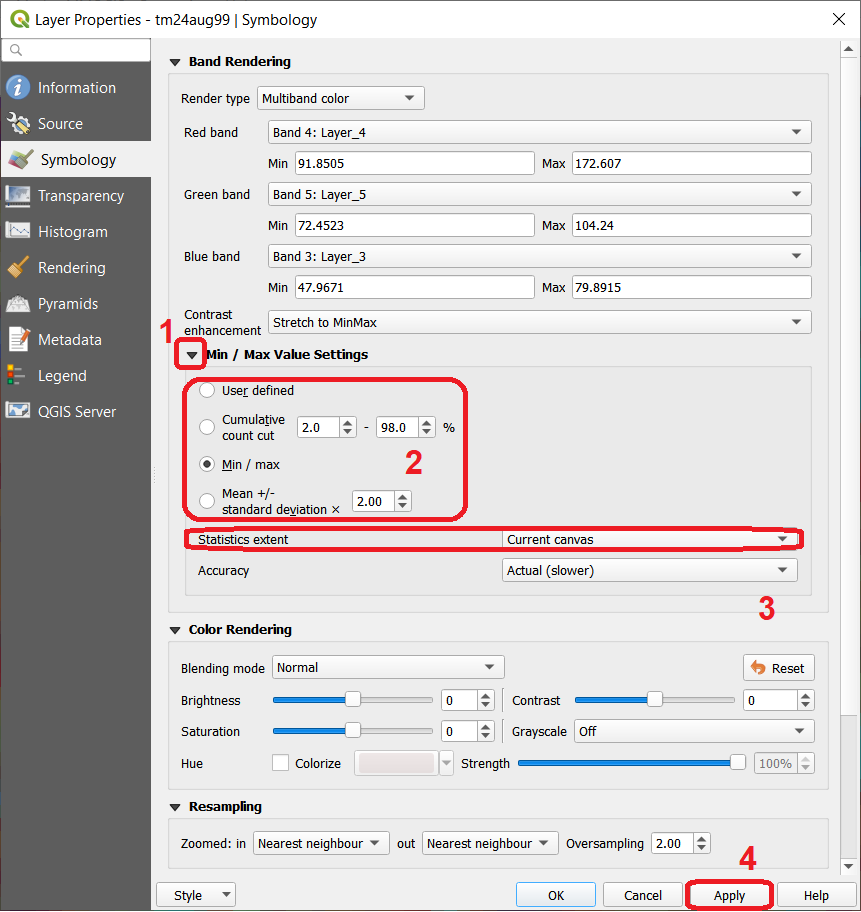 Layer Properties - tm24aug99 | Symbology
Information
Source
Symbology
Transparency
Histogram
Rendering
Pyramids
Metadata
Legend
QGIS Server
Band Rendering
Render type Multiband color
Red band Band 4: Layer_4
Min 91.8505 Max 172.607
Green band Band 5: Layer_5
Min 72.4523 Max 104.24
Blue band Band 3: Layer_3
Min 47.9671 Max 79.8915
Contrast
enhancement Stretch to MinMax
1
Min / Max Value Settings
User defined
Cumulative
count cut 2.0 - 98.0 %
Min / max
2
Mean +/-
standard deviation × 2.00
Statistics extent Current canvas
Accuracy Actual (slower)
3
Color Rendering
Blending mode Normal Reset
Brightness 0 Contrast 0
Saturation 0 Grayscale Off
Hue Colorize Strength 100%
Resampling
Zoomed: in Nearest neighbour out Nearest neighbour Oversampling 2.00
4
Style OK Cancel Apply Help